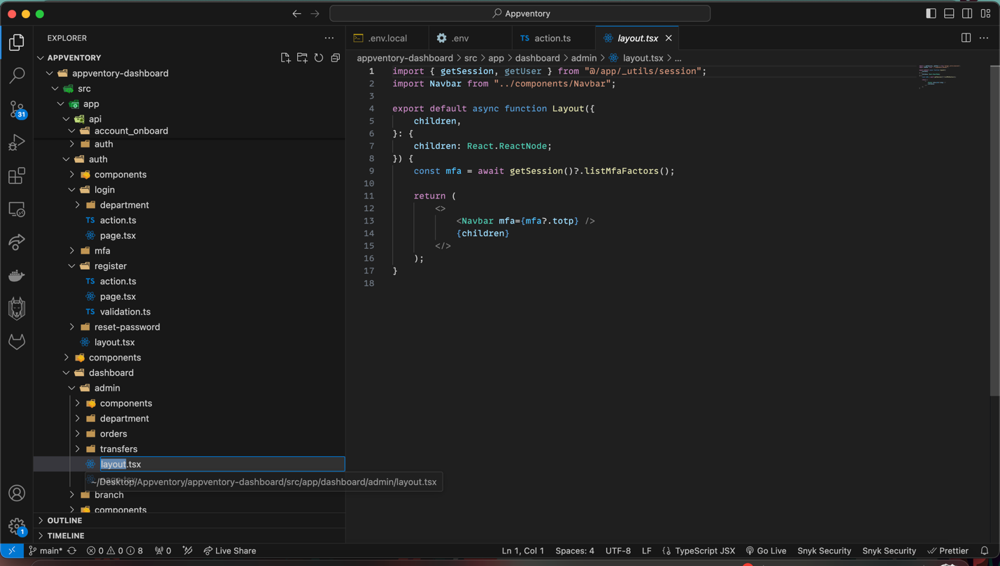 Appventory
EXPLORER
APPVENTORY
appventory-dashboard
src
app
api
account_onboard
auth
auth
components
login
department
TS action.ts
page.tsx
mfa
register
TS action.ts
page.tsx
TS validation.ts
reset-password
layout.tsx
components
dashboard
admin
components
department
orders
transfers
layout.tsx
page.tsx
~/Desktop/Appventory/appventory-dashboard/src/app/dashboard/admin/layout.tsx
branch
components
OUTLINE
TIMELINE
31
1
.env.local
.env
TS action.ts
layout.tsx
appventory-dashboard > src > app > dashboard > admin > layout.tsx > ...
1 import { getSession, getUser } from "@/app/_utils/session";
2 import Navbar from "../components/Navbar";
3
4 export default async function Layout({
5 children,
6 }: {
7 children: React.ReactNode;
8 }) {
9 const mfa = await getSession()?.listMfaFactors();
10
11 return (
12 <>
13 <Navbar mfa={mfa?.totp} />
14 {children}
15 </>
16 );
17 }
18
main* 0 0 8 0 Live Share Ln 1, Col 1 Spaces: 4 UTF-8 LF TypeScript JSX Go Live Snyk Security Snyk Security Prettier